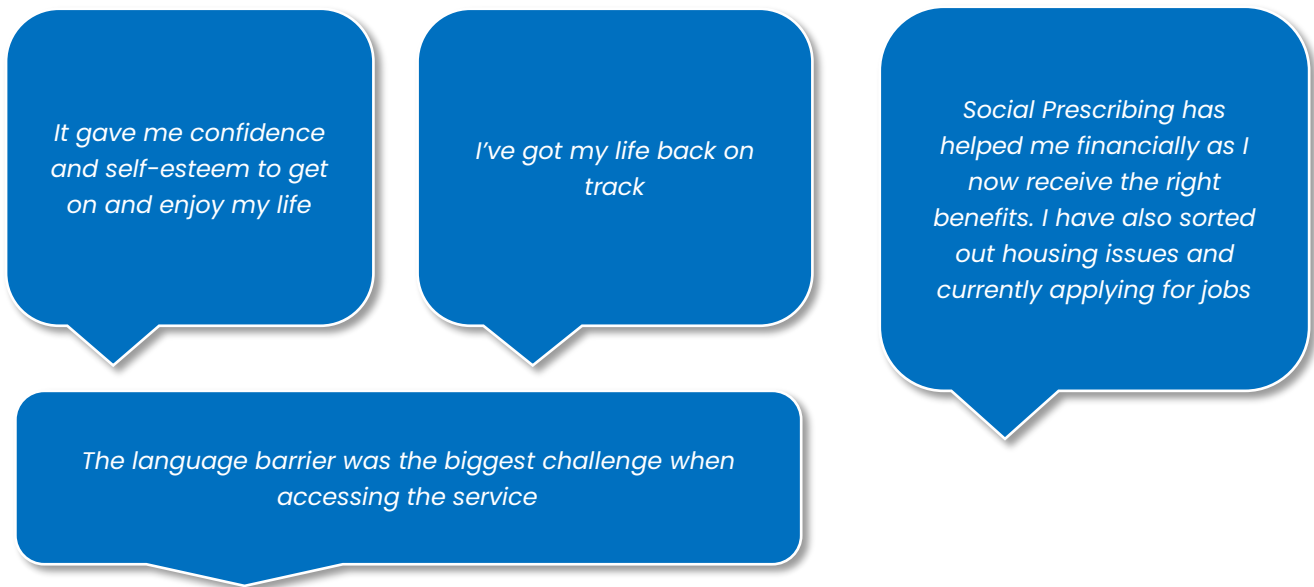 It gave me confidence
and self-esteem to get
on and enjoy my life
I’ve got my life back on
track
Social Prescribing has
helped me financially as I
now receive the right
benefits. I have also sorted
out housing issues and
currently applying for jobs
The language barrier was the biggest challenge when
accessing the service